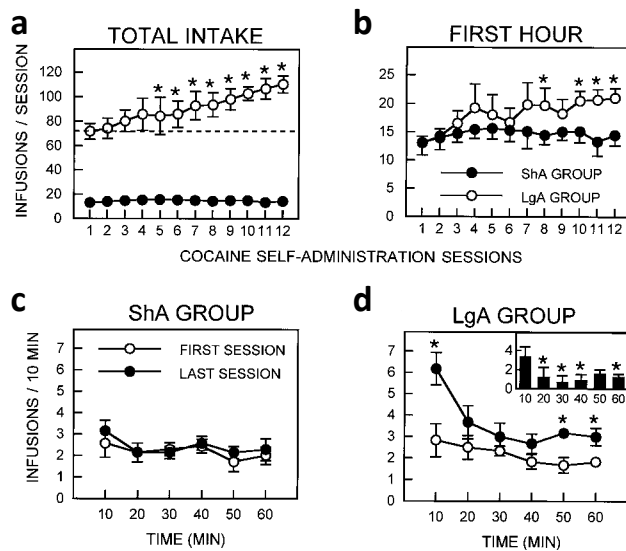 a
TOTAL INTAKE
INFUSIONS / SESSION
120
100
80
60
40
20
0
* * * * * * * *
1 2 3 4 5 6 7 8 9 10 11 12
b
FIRST HOUR
25
20
15
10
5
0
* * * *
ShA GROUP
LgA GROUP
1 2 3 4 5 6 7 8 9 10 11 12
COCAINE SELF-ADMINISTRATION SESSIONS
c
ShA GROUP
INFUSIONS / 10 MIN
7
6
5
4
3
2
1
0
FIRST SESSION
LAST SESSION
10 20 30 40 50 60
TIME (MIN)
d
LgA GROUP
7
6
5
4
3
2
1
0
* * *
4
2
0
* * * *
10 20 30 40 50 60
10 20 30 40 50 60
TIME (MIN)